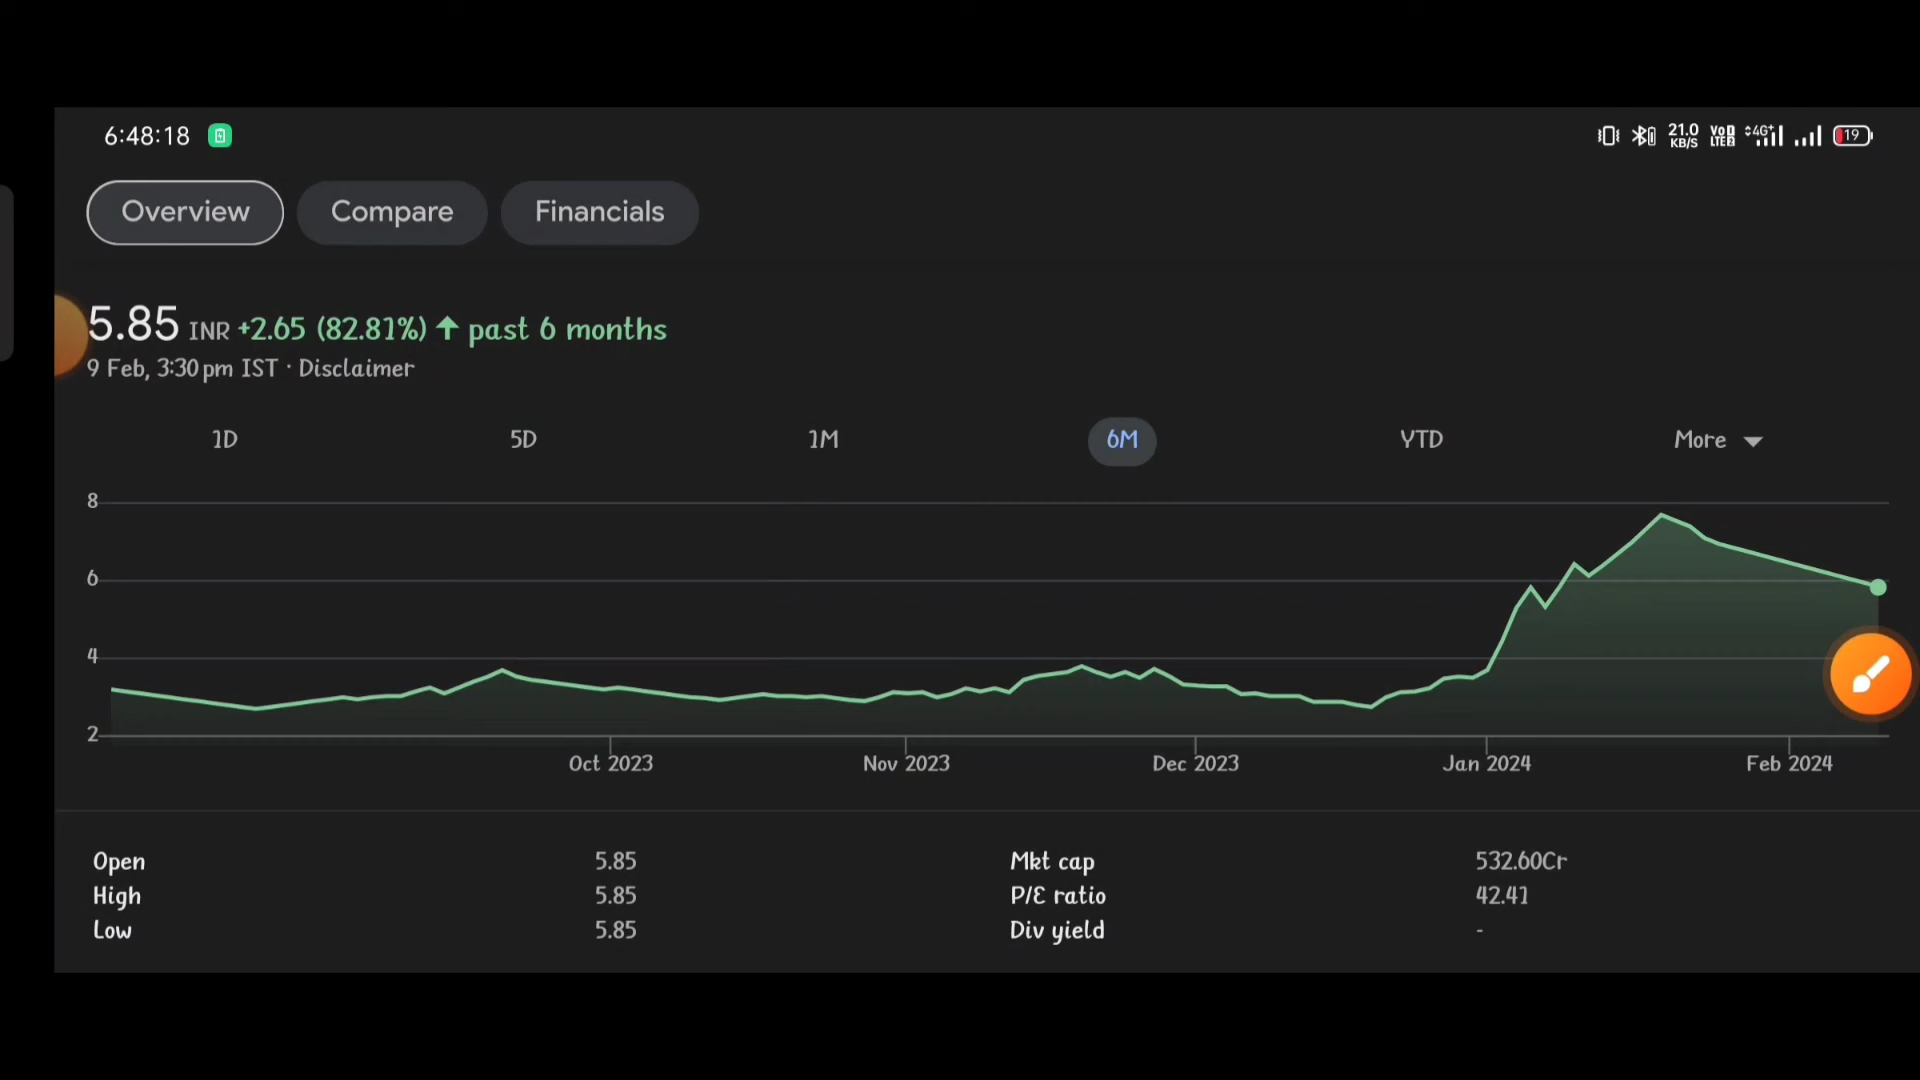 6:48:18 21.0 KB/S VoD LTE2 4G+ 19
Overview Compare Financials
5.85 INR +2.65 (82.81%) ↑ past 6 months
9 Feb, 3:30 pm IST · Disclaimer
1D 5D 1M 6M YTD More
8
6
4
2
Oct 2023 Nov 2023 Dec 2023 Jan 2024 Feb 2024
Open 5.85 Mkt cap 532.60Cr
High 5.85 P/E ratio 42.41
Low 5.85 Div yield -